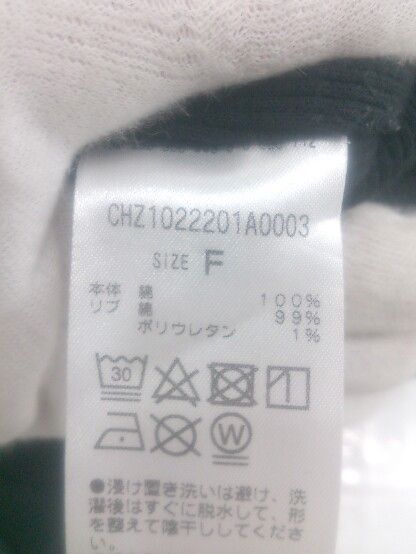 CHZ1022201A0003
SIZE F
本体 綿 100%
リブ 綿 99%
ポリウレタン 1%
30
W
●浸け置き洗いは避け、洗
濯後はすぐに脱水して、形
を整えて陰干ししてくださ
い。